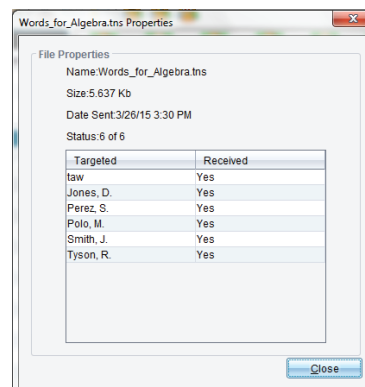 Words_for_Algebra.tns Properties
File Properties
Name:Words_for_Algebra.tns
Size:5.637 Kb
Date Sent:3/26/15 3:30 PM
Status:6 of 6
Targeted Received
taw Yes
Jones, D. Yes
Perez, S. Yes
Polo, M. Yes
Smith, J. Yes
Tyson, R. Yes
Close